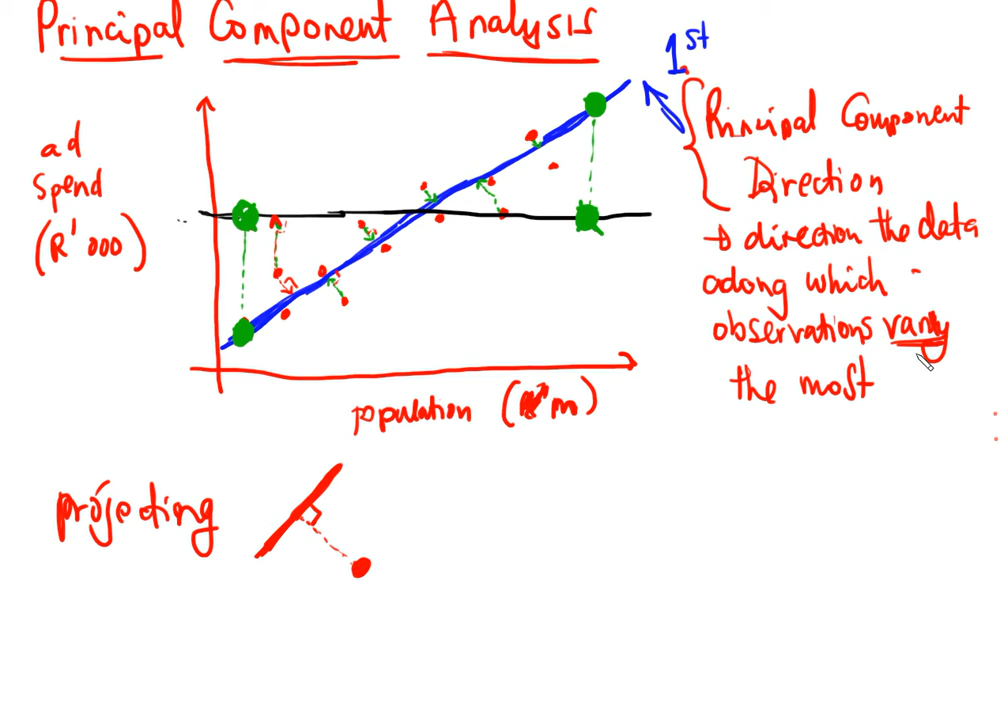 Principal Component Analysis
1st
ad
spend
(R'000)
Principal Component
Direction
→ direction the data
adong which
observations vary
the most
population (m)
projecting